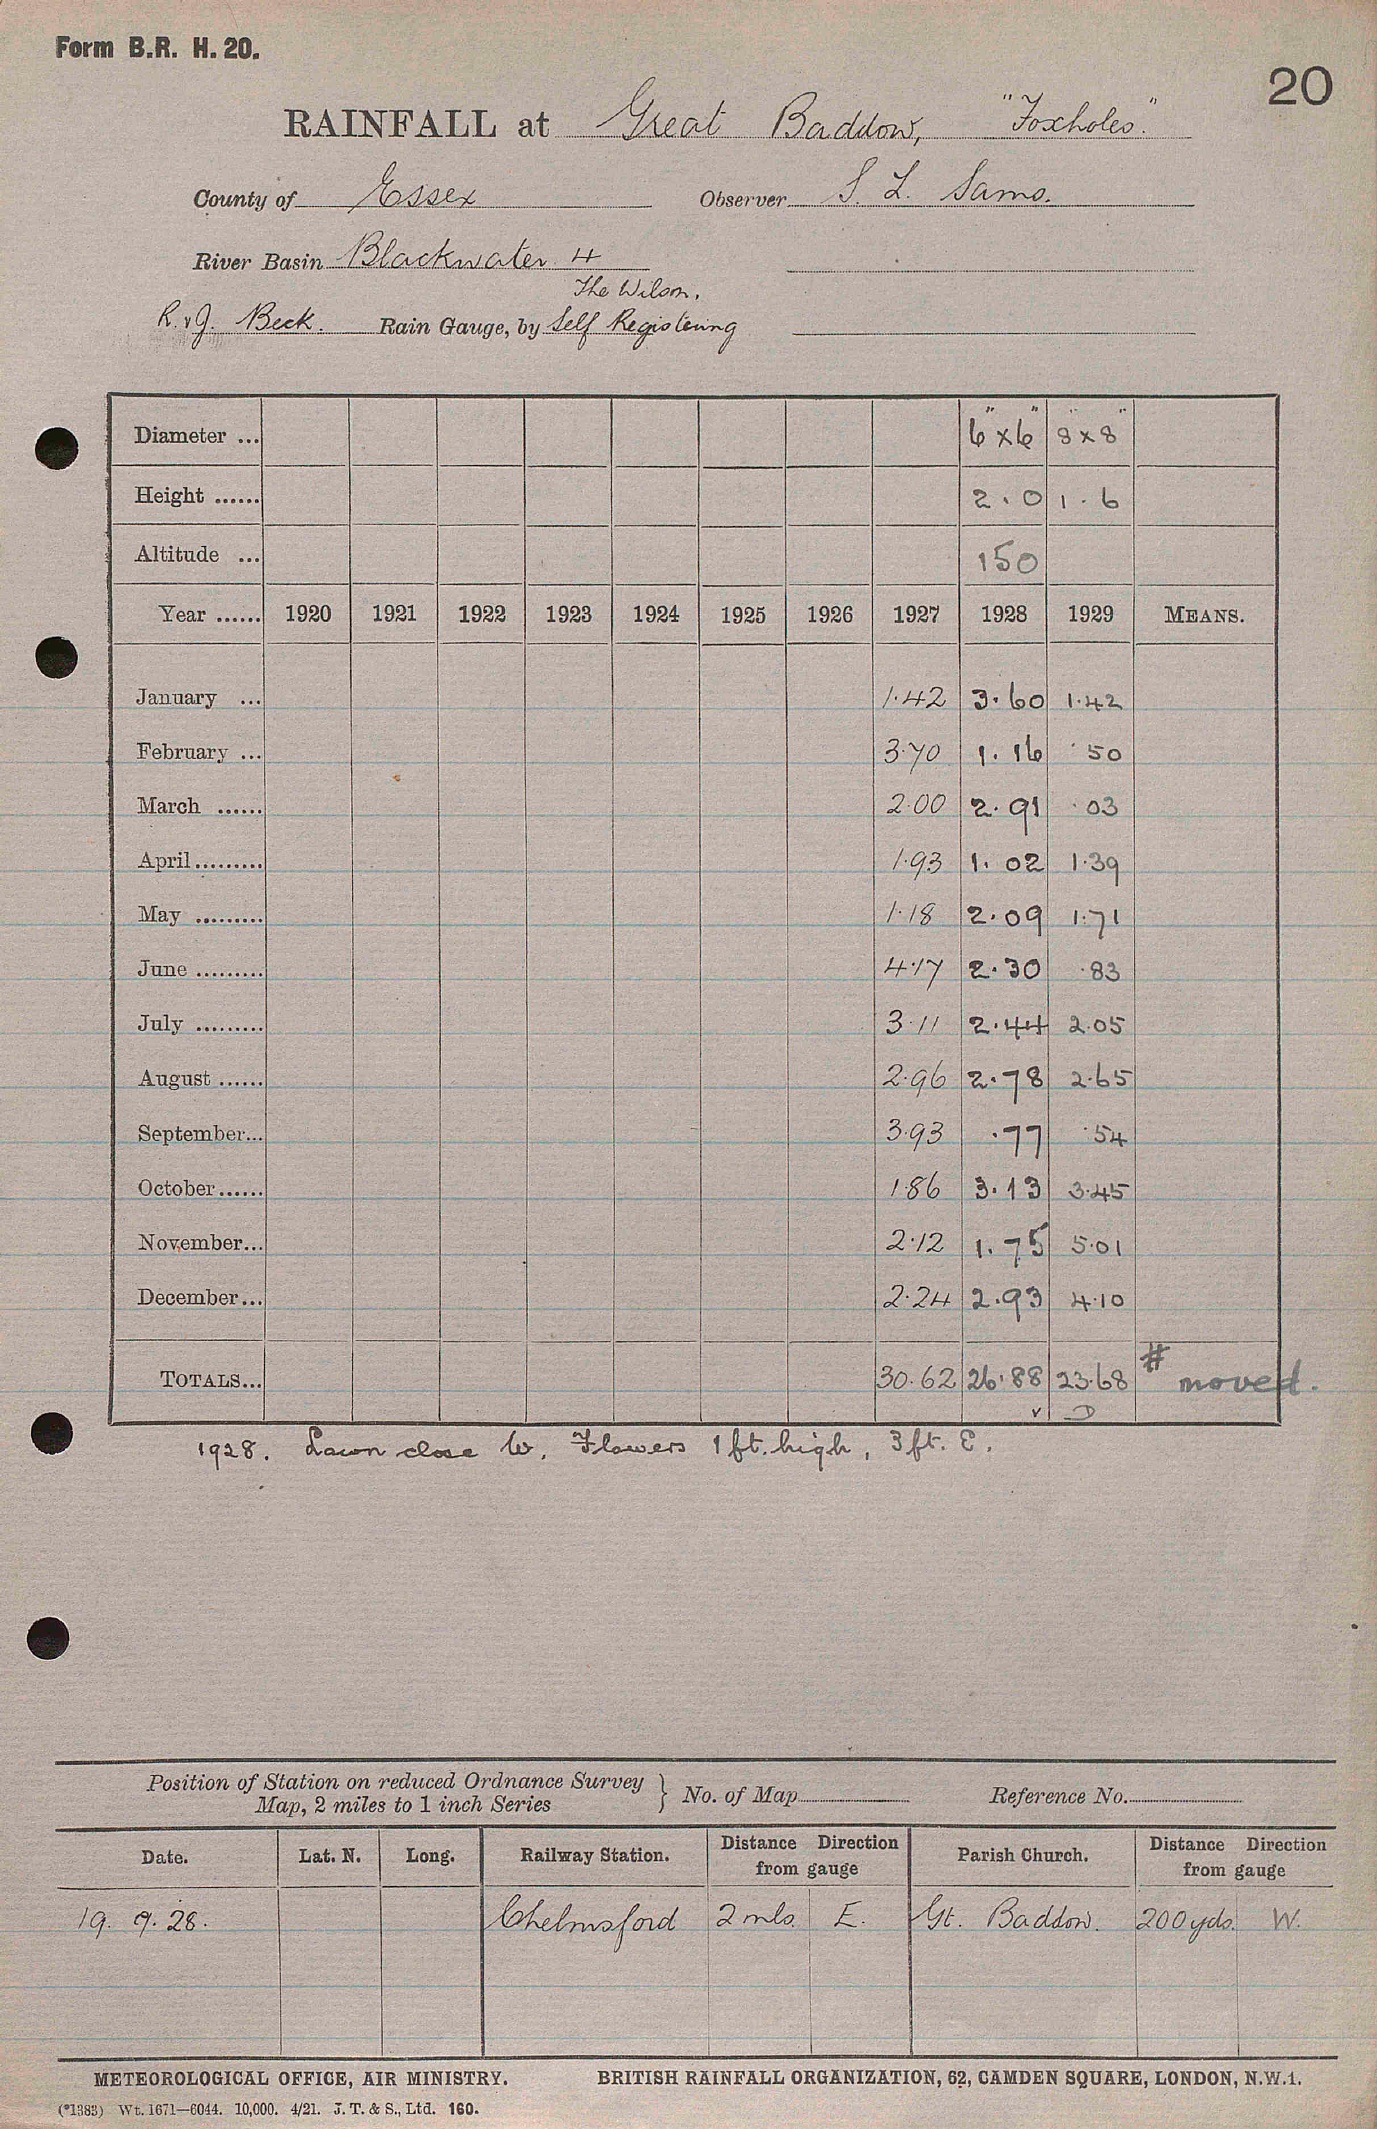 Form B.R. H. 20.
20
RAINFALL at Great Baddow, "Foxholes."
County of Essex Observer S. L. Sams.
River Basin Blackwater 4
The Wilson.
R. & J. Beck. Rain Gauge, by Self Registering
Diameter ... 6" x 6" 8" x 8"
Height ...... 2.0 1.6
Altitude ... 150
Year ...... 1920 1921 1922 1923 1924 1925 1926 1927 1928 1929 MEANS.
January ... 1.42 3.60 1.42
February ... 3.70 1.16 .50
March ...... 2.00 2.91 .03
April ......... 1.93 1.02 1.39
May ......... 1.18 2.09 1.71
June ......... 4.17 2.30 .83
July ......... 3.11 2.44 2.05
August ...... 2.96 2.78 2.65
September... 3.93 .77 .54
October ...... 1.86 3.13 3.45
November... 2.12 1.75 5.01
December... 2.24 2.93 4.10
TOTALS... 30.62 26.88 23.68 # moved.
v D
1928. Lawn close W. Flowers 1 ft. high, 3 ft. E.
Position of Station on reduced Ordnance Survey
Map, 2 miles to 1 inch Series } No. of Map Reference No.
Date. Lat. N. Long. Railway Station. Distance Direction from gauge Parish Church. Distance Direction from gauge
19. 9. 28. Chelmsford 2 mls. E. Gt. Baddow. 200 yds. W.
METEOROLOGICAL OFFICE, AIR MINISTRY. BRITISH RAINFALL ORGANIZATION, 62, CAMDEN SQUARE, LONDON, N.W.1.
(*1383) Wt. 1671—6044. 10,000. 4/21. J. T. & S., Ltd. 160.